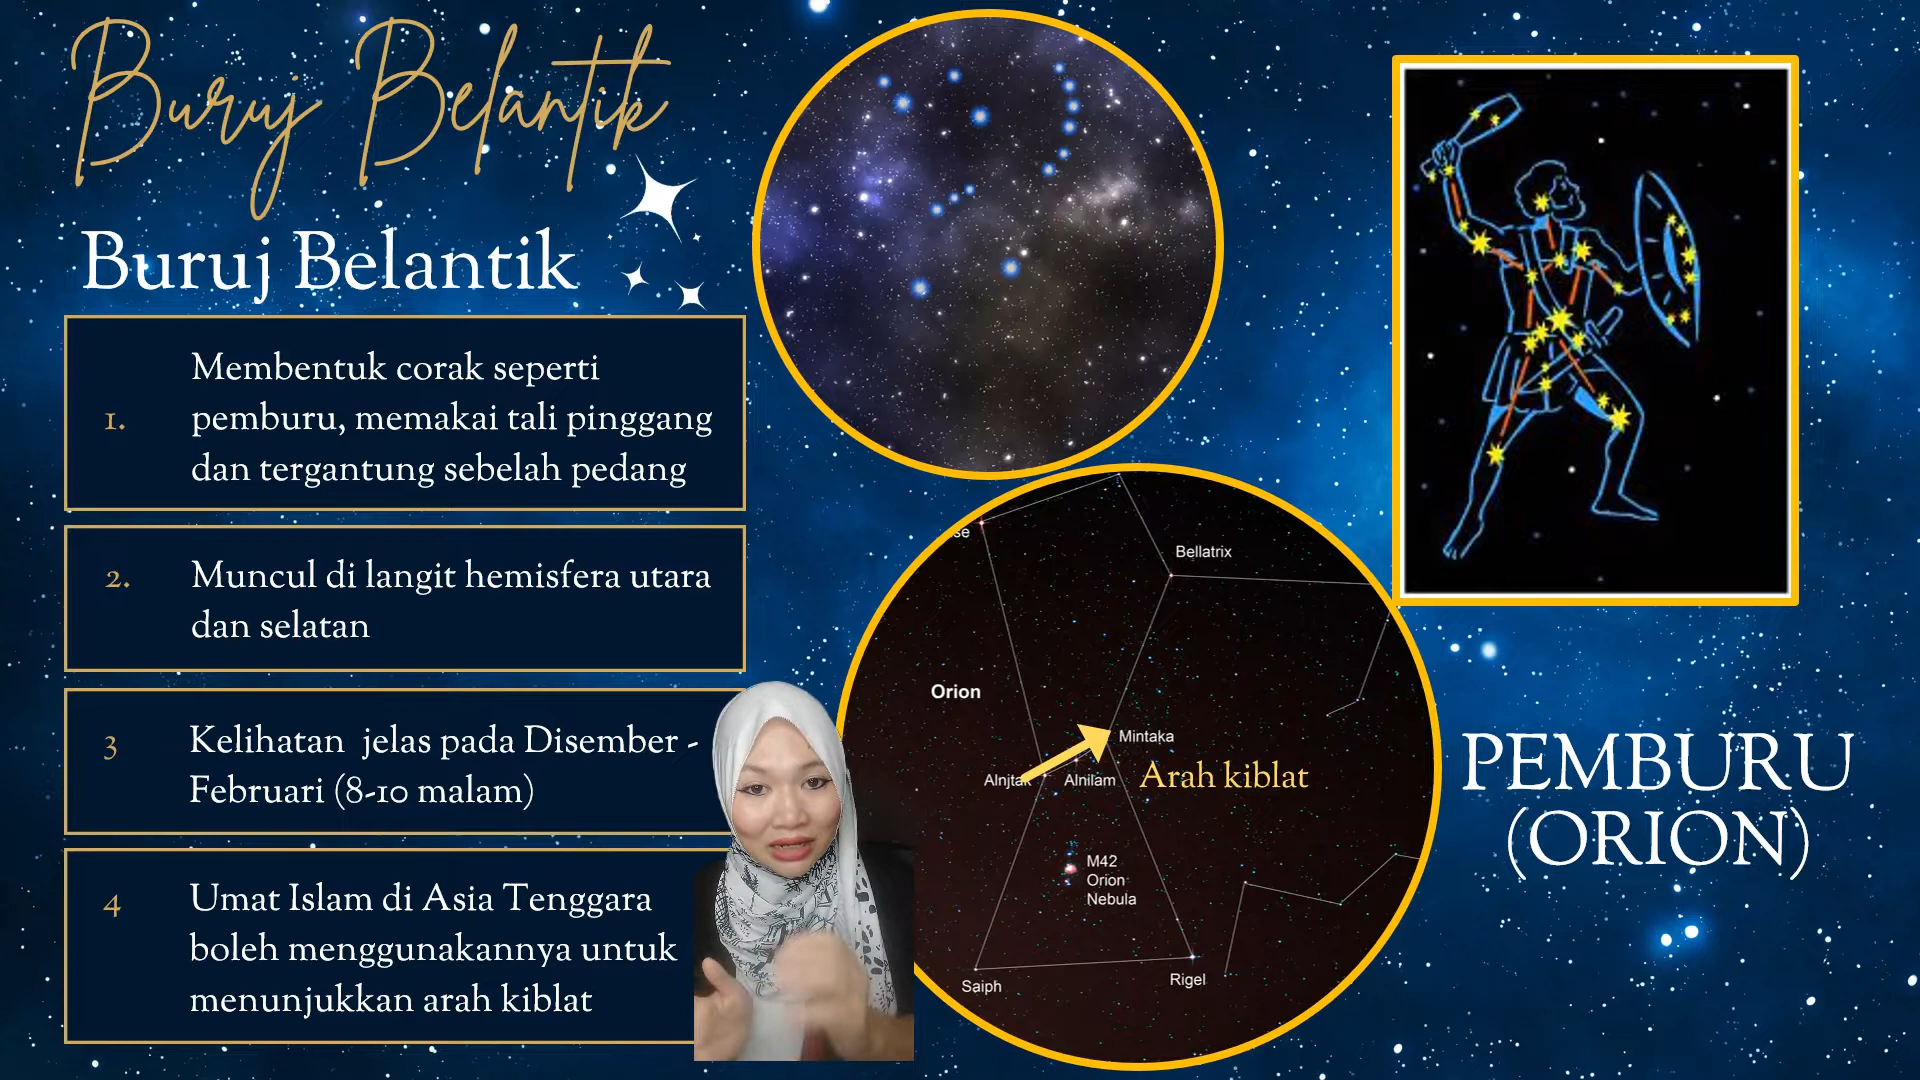 Buruj Belantik
Buruj Belantik
1.
Membentuk corak seperti
pemburu, memakai tali pinggang
dan tergantung sebelah pedang
2.
Muncul di langit hemisfera utara
dan selatan
3
Kelihatan jelas pada Disember -
Februari (8-10 malam)
4
Umat Islam di Asia Tenggara
boleh menggunakannya untuk
menunjukkan arah kiblat
se
Bellatrix
Orion
Mintaka
Alnitak
Alnilam
Arah kiblat
M42
Orion
Nebula
Saiph
Rigel
PEMBURU
(ORION)